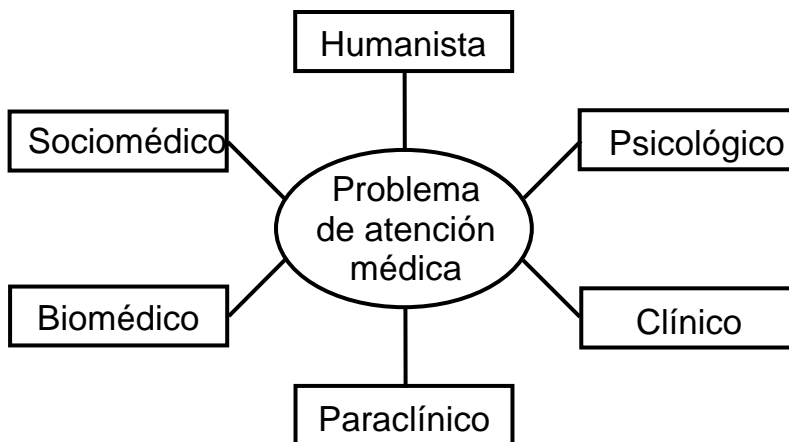 Humanista
Sociomédico
Psicológico
Problema
de atención
médica
Biomédico
Clínico
Paraclínico